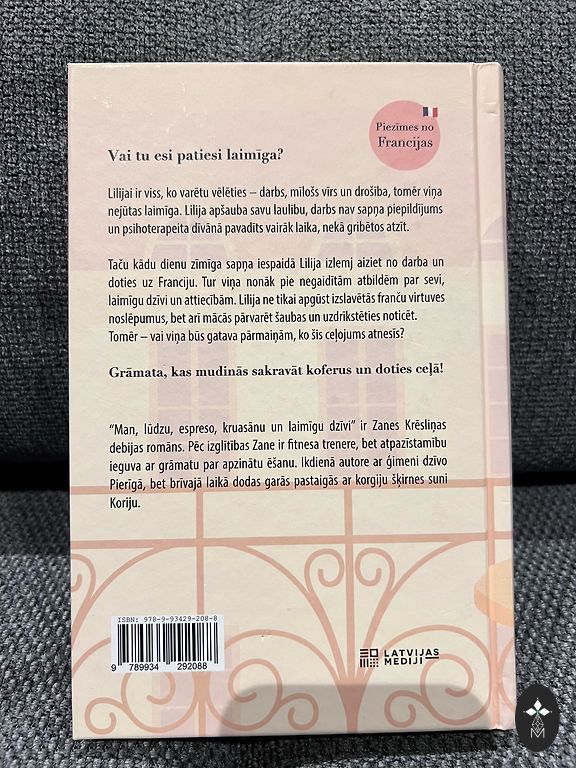 Piezīmes no
Francijas
Vai tu esi patiesi laimīga?
Lilijai ir viss, ko varētu vēlēties – darbs, mīlošs vīrs un drošība, tomēr viņa
nejūtas laimīga. Lilija apšauba savu laulību, darbs nav sapņa piepildījums
un psihoterapeita dīvānā pavadīts vairāk laika, nekā gribētos atzīt.
Taču kādu dienu zīmīga sapņa iespaidā Lilija izlemj aiziet no darba un
doties uz Franciju. Tur viņa nonāk pie negaidītām atbildēm par sevi,
laimīgu dzīvi un attiecībām. Lilija ne tikai apgūst izslavētās franču virtuves
noslēpumus, bet arī mācās pārvarēt šaubas un uzdrīkstēties noticēt.
Tomēr – vai viņa būs gatava pārmaiņām, ko šis ceļojums atnesīs?
Grāmata, kas mudinās sakravāt koferus un doties ceļā!
“Man, lūdzu, espreso, kruasānu un laimīgu dzīvi” ir Zanes Krēsliņas
debijas romāns. Pēc izglītības Zane ir fitnesa trenere, bet atpazīstamību
ieguva ar grāmatu par apzinātu ēšanu. Ikdienā autore ar ģimeni dzīvo
Pierīgā, bet brīvajā laikā dodas garās pastaigās ar korgiju šķirnes suni
Koriju.
ISBN: 978-9-93429-208-8
9 789934 292088
LATVIJAS
MEDIJI
M